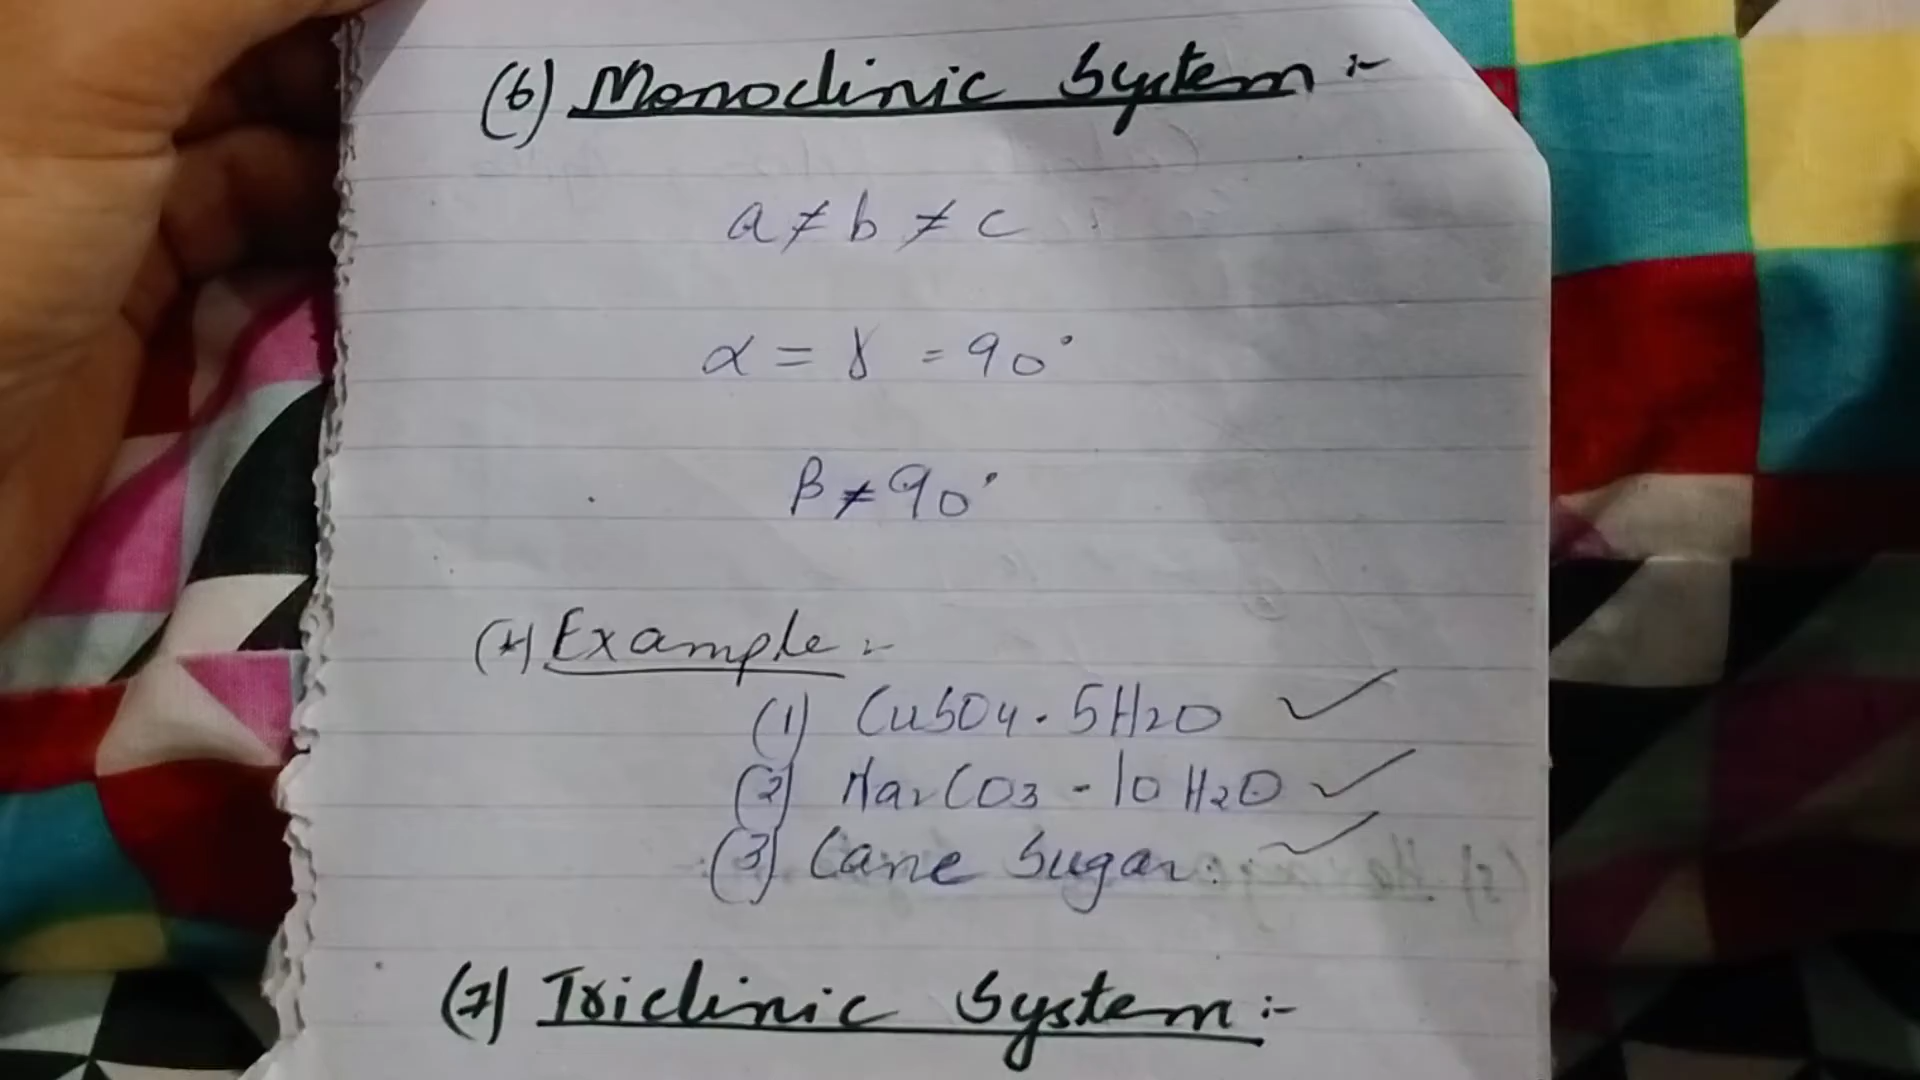 (6) Monoclinic System :-
a ≠ b ≠ c
α = γ = 90°
β ≠ 90°
(*) Example :-
(1) CuSO4 . 5H2O ✓
(2) Na2CO3 - 10 H2O ✓
(3) Cane Sugar. ✓
(7) Triclinic System :-